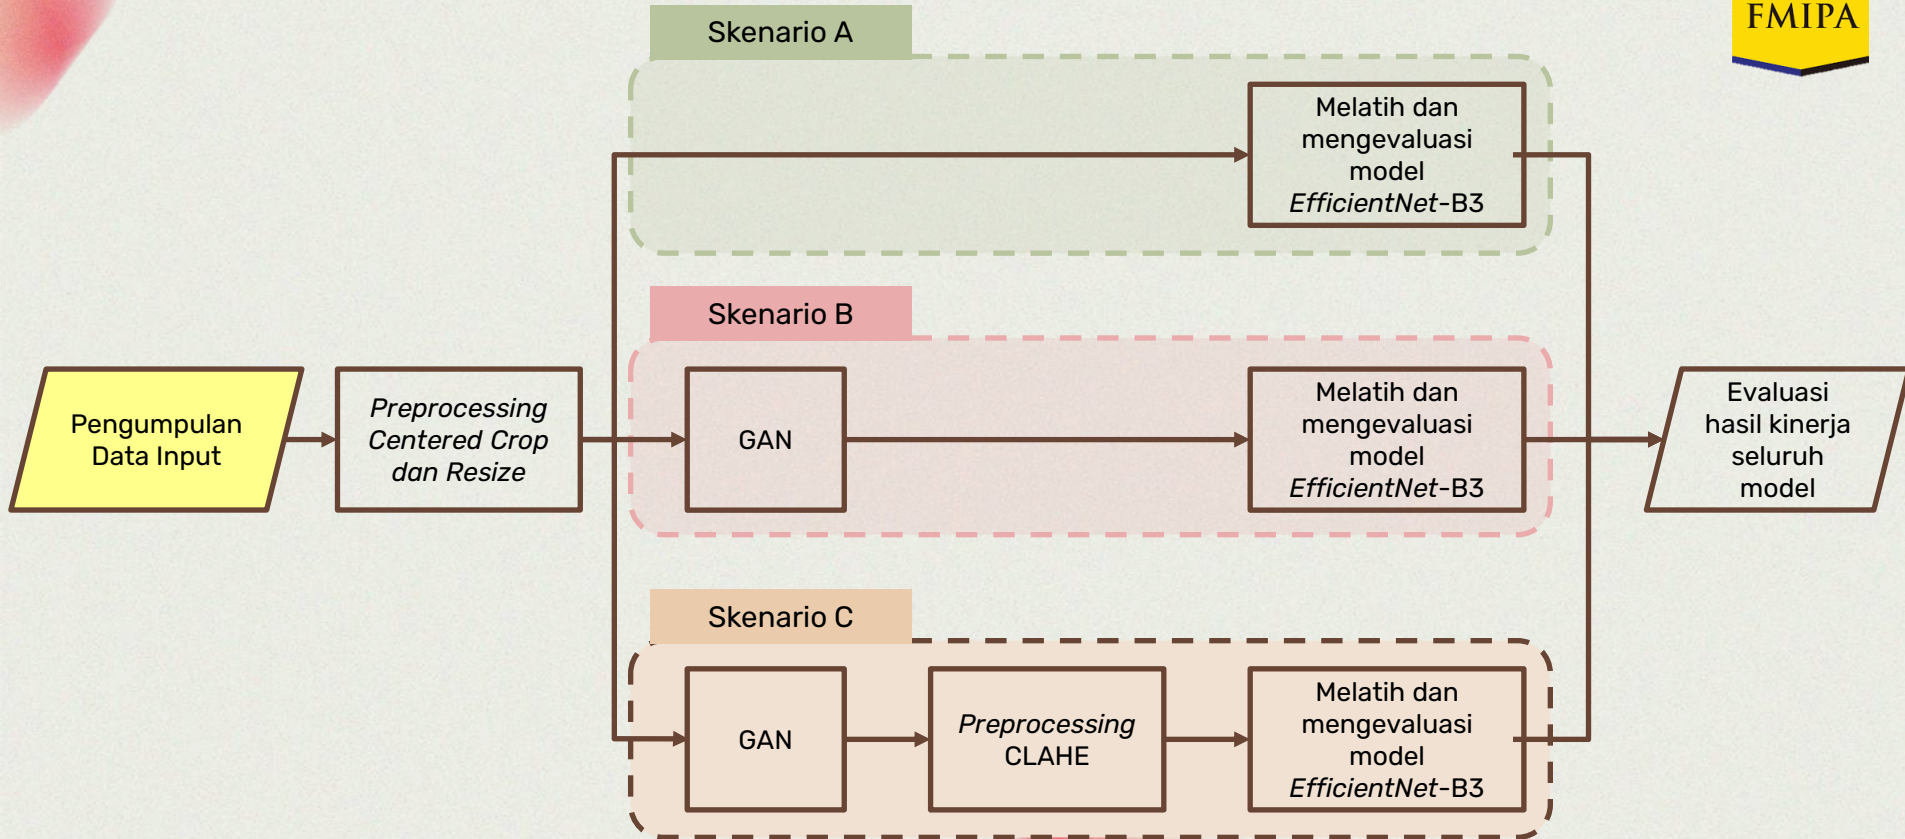 FMIPA
Skenario A
Melatih dan
mengevaluasi
model
EfficientNet-B3
Skenario B
Pengumpulan
Data Input
Preprocessing
Centered Crop
dan Resize
GAN
Melatih dan
mengevaluasi
model
EfficientNet-B3
Evaluasi
hasil kinerja
seluruh
model
Skenario C
GAN
Preprocessing
CLAHE
Melatih dan
mengevaluasi
model
EfficientNet-B3